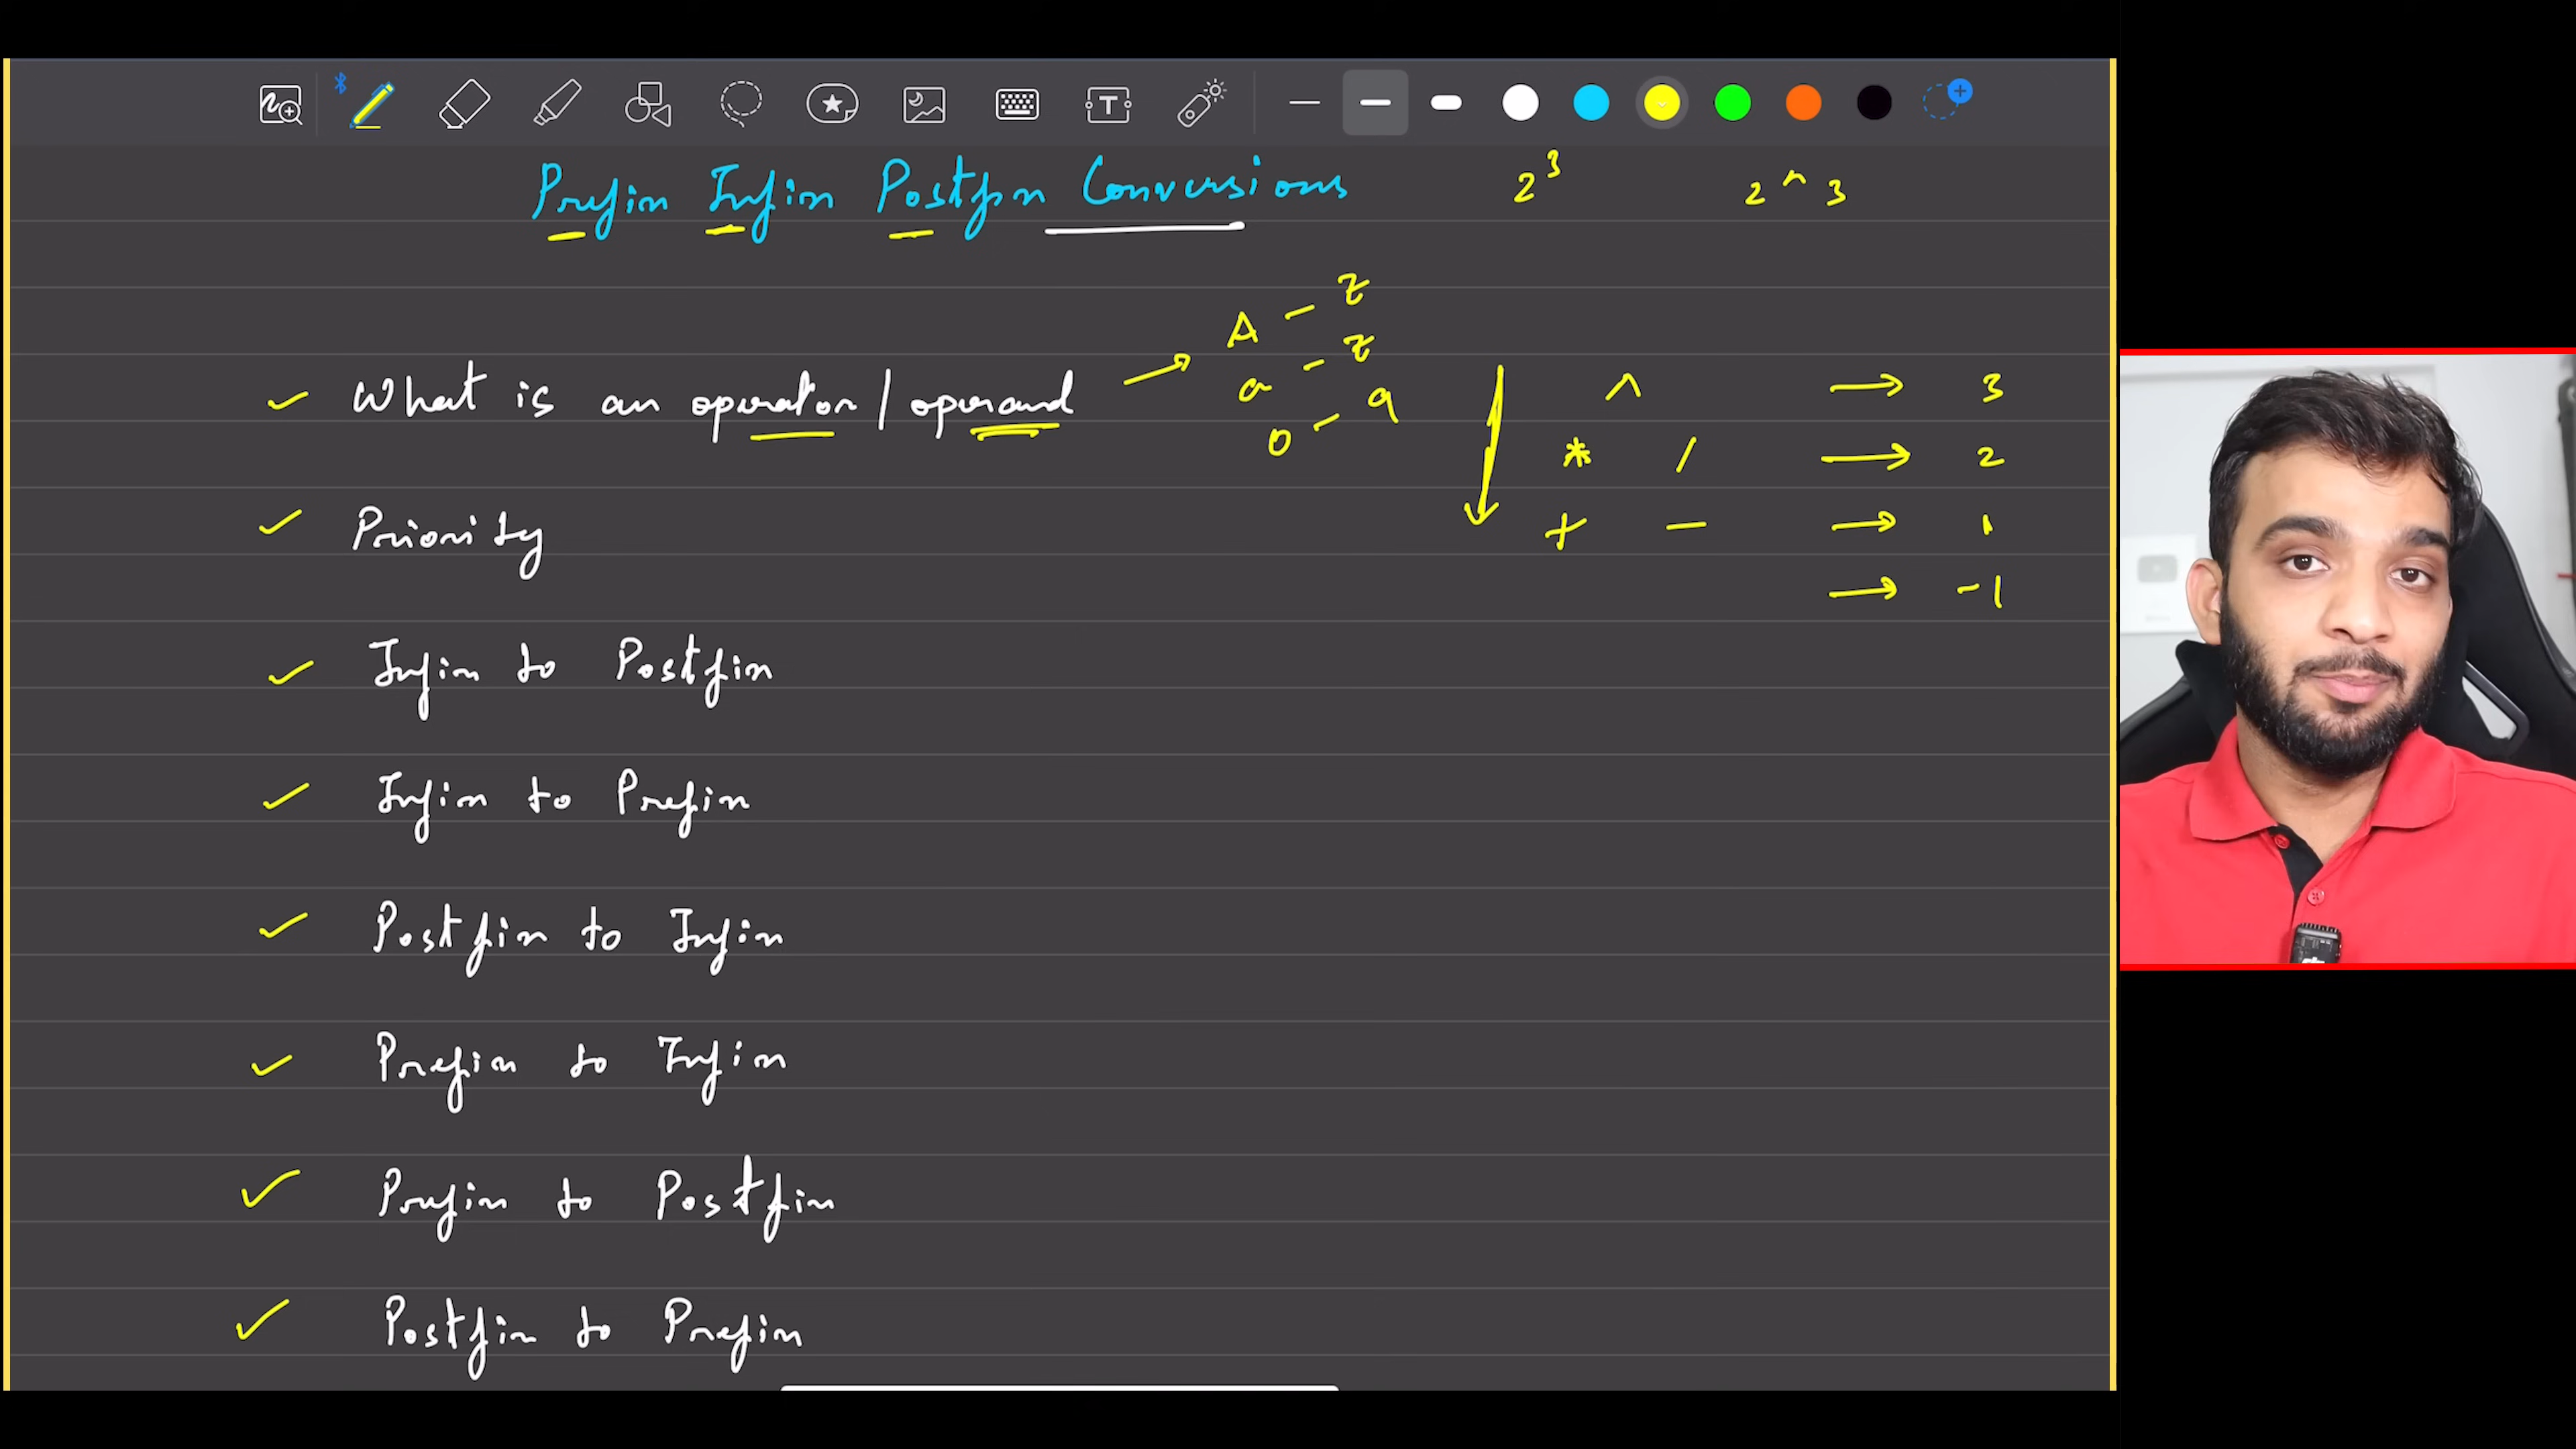 Prefix Infix Postfix Conversions 2^3 2 ^ 3
A - Z
a - z
0 - 9
What is an operator / operand →
^ → 3
* / → 2
+ - → 1
→ -1
Priority
Infix to Postfix
Infix to Prefix
Postfix to Infix
Prefix to Infix
Prefix to Postfix
Postfix to Prefix